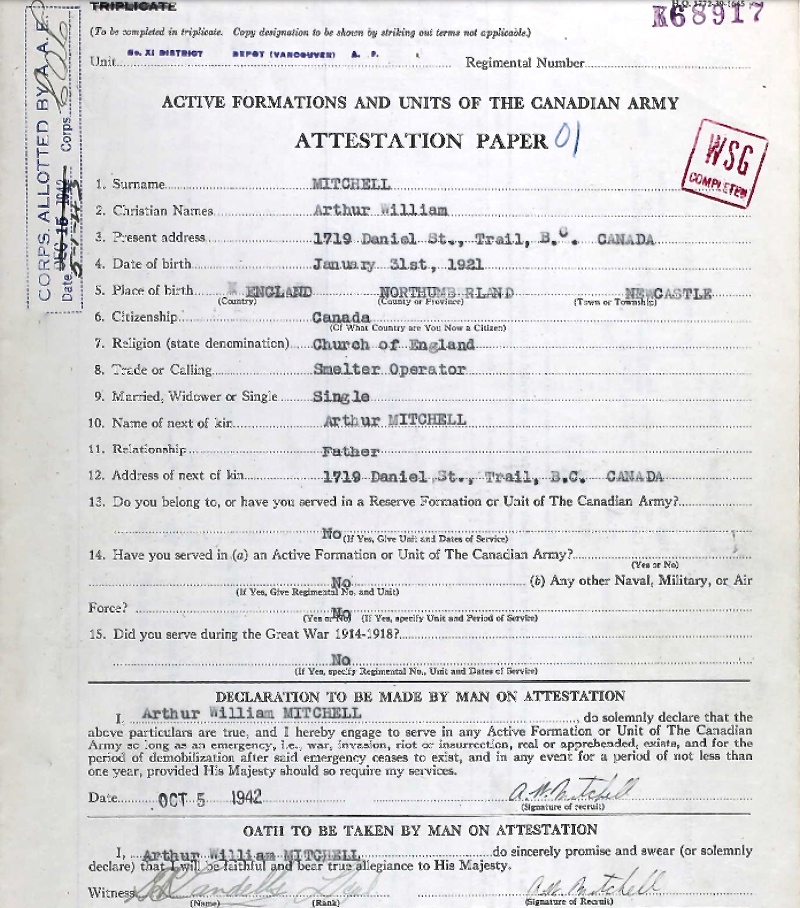 TRIPLICATE
H.Q. 1772-39-1645
K68917
(To be completed in triplicate. Copy designation to be shown by striking out terms not applicable.)
Unit No. XI DISTRICT DEPOT (VANCOUVER) A. F. Regimental Number
CORPS. ALLOTTED BY A.A.E.
Date DEC 15 1942 Corps.
ACTIVE FORMATIONS AND UNITS OF THE CANADIAN ARMY
ATTESTATION PAPER 01
WSG
COMPLETED
1. Surname MITCHELL
2. Christian Names Arthur William
3. Present address 1719 Daniel St., Trail, B.C. CANADA
4. Date of birth January 31st, 1921
5. Place of birth ENGLAND NORTHUMB RLAND NEWCASTLE
(Country) (County or Province) (Town or Township)
6. Citizenship Canada
(Of What Country are You Now a Citizen)
7. Religion (state denomination) Church of England
8. Trade or Calling Smelter Operator
9. Married, Widower or Single Single
10. Name of next of kin Arthur MITCHELL
11. Relationship Father
12. Address of next of kin 1719 Daniel St., Trail, B.C. CANADA
13. Do you belong to, or have you served in a Reserve Formation or Unit of The Canadian Army?
No (If Yes, Give Unit and Dates of Service)
14. Have you served in (a) an Active Formation or Unit of The Canadian Army?
(Yes or No)
No (b) Any other Naval, Military, or Air
(If Yes, Give Regimental No. and Unit)
Force? No
(Yes or No) (If Yes, specify Unit and Period of Service)
15. Did you serve during the Great War 1914-1918?
No
(If Yes, specify Regimental No., Unit and Dates of Service)
DECLARATION TO BE MADE BY MAN ON ATTESTATION
I, Arthur William MITCHELL, do solemnly declare that the
above particulars are true, and I hereby engage to serve in any Active Formation or Unit of The Canadian
Army so long as an emergency, i.e., war, invasion, riot or insurrection, real or apprehended, exists, and for the
period of demobilization after said emergency ceases to exist, and in any event for a period of not less than
one year, provided His Majesty should so require my services.
Date OCT 5 1942 A.W. Mitchell
(Signature of recruit)
OATH TO BE TAKEN BY MAN ON ATTESTATION
I, Arthur William MITCHELL do sincerely promise and swear (or solemnly
declare) that I will be faithful and bear true allegiance to His Majesty.
Witness A.W. Mitchell
(Name) (Rank) (Signature of Recruit)